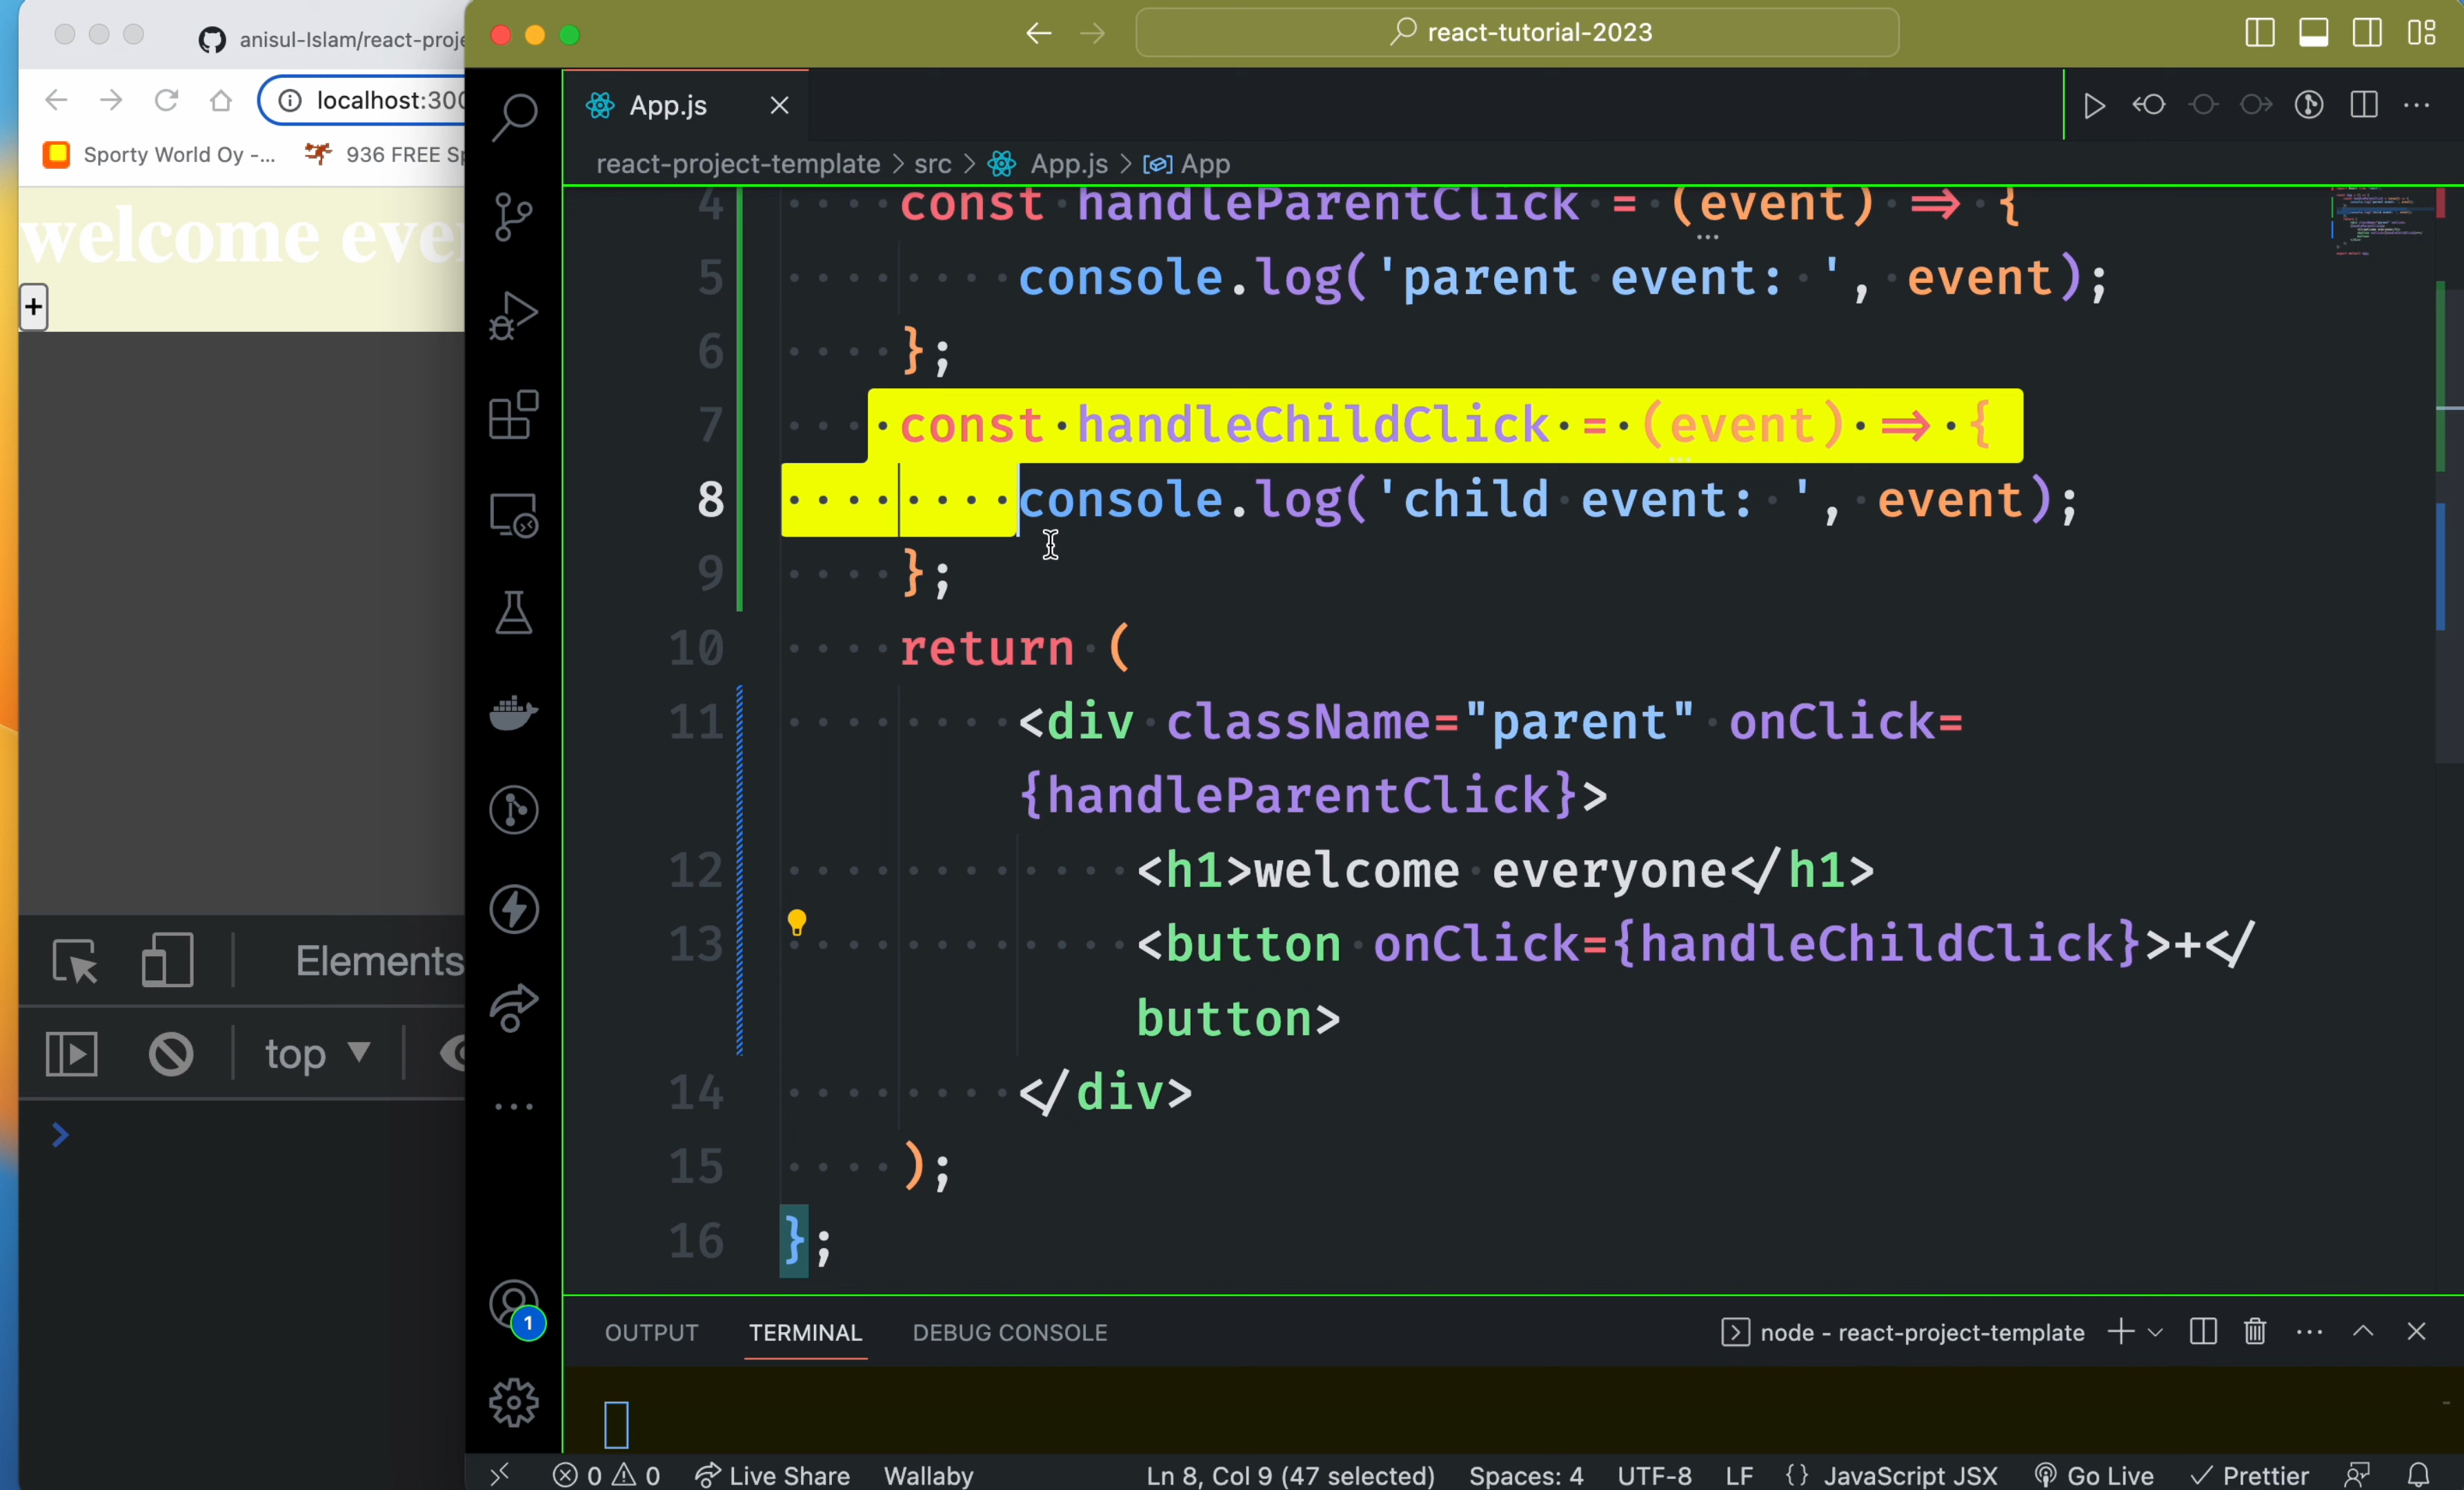 anisul-Islam/react-proje
react-tutorial-2023
localhost:300
App.js
Sporty World Oy -...
936 FREE Sp
react-project-template > src > App.js > App
welcome ever
+
4 const handleParentClick = (event) => {
5 console.log('parent event: ', event);
6 };
7 const handleChildClick = (event) => {
8 console.log('child event: ', event);
9 };
10 return (
11 <div className="parent" onClick=
{handleParentClick}>
12 <h1>welcome everyone</h1>
13 <button onClick={handleChildClick}>+</
button>
14 </div>
15 );
16 };
Elements
top
OUTPUT
TERMINAL
DEBUG CONSOLE
node - react-project-template
1
0 0 Live Share Wallaby Ln 8, Col 9 (47 selected) Spaces: 4 UTF-8 LF {} JavaScript JSX Go Live Prettier